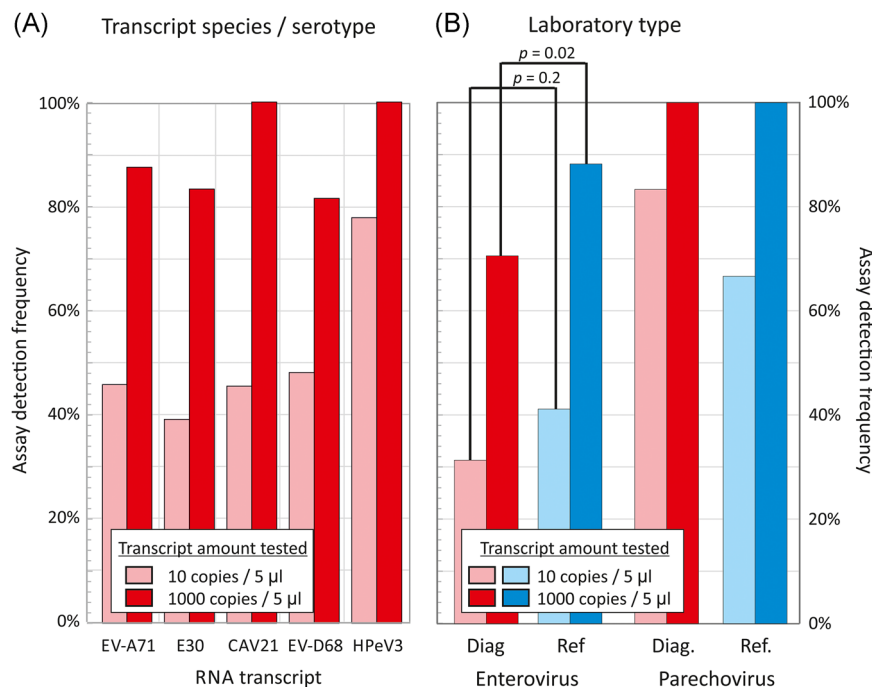 (A) Transcript species / serotype
100%
80%
60%
40%
20%
0%
Assay detection frequency
Transcript amount tested
10 copies / 5 µl
1000 copies / 5 µl
EV-A71 E30 CAV21 EV-D68 HPeV3
RNA transcript
(B) Laboratory type
p = 0.02
p = 0.2
100%
80%
60%
40%
20%
0%
Assay detection frequency
Transcript amount tested
10 copies / 5 µl
1000 copies / 5 µl
Diag Ref Diag. Ref.
Enterovirus Parechovirus